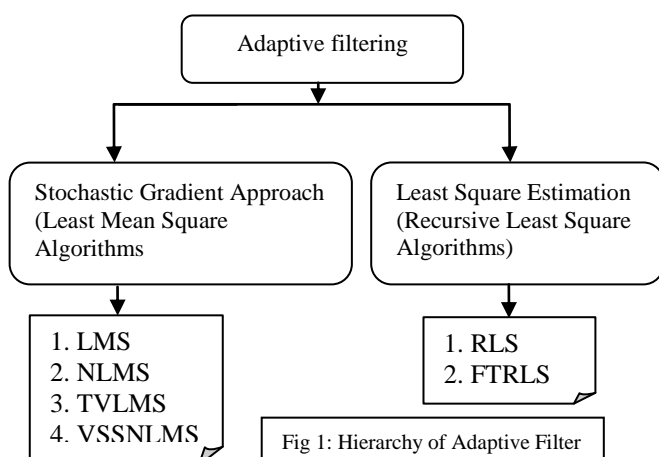 Adaptive filtering
Stochastic Gradient Approach
(Least Mean Square
Algorithms
Least Square Estimation
(Recursive Least Square
Algorithms)
1. LMS
2. NLMS
3. TVLMS
4. VSSNLMS
1. RLS
2. FTRLS
Fig 1: Hierarchy of Adaptive Filter